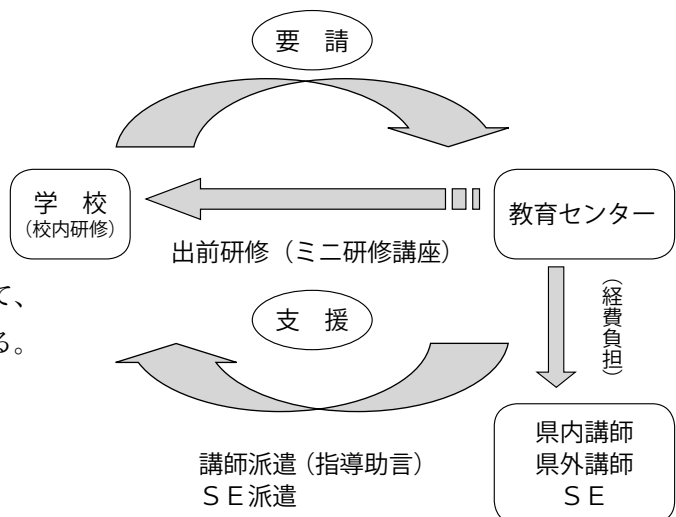 要　請
学　校
（校内研修）
教育センター
出前研修（ミニ研修講座）
て、
る。
支　援
（経費負担）
講師派遣（指導助言）
ＳＥ派遣
県内講師
県外講師
ＳＥ